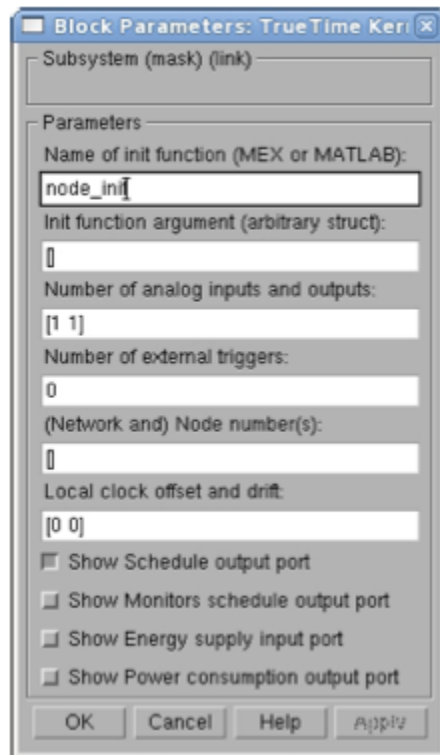 Block Parameters: TrueTime Ker
Subsystem (mask) (link)
Parameters
Name of init function (MEX or MATLAB):
node_init
Init function argument (arbitrary struct):
[]
Number of analog inputs and outputs:
[1 1]
Number of external triggers:
0
(Network and) Node number(s):
[]
Local clock offset and drift:
[0 0]
Show Schedule output port
Show Monitors schedule output port
Show Energy supply input port
Show Power consumption output port
OK Cancel Help Apply